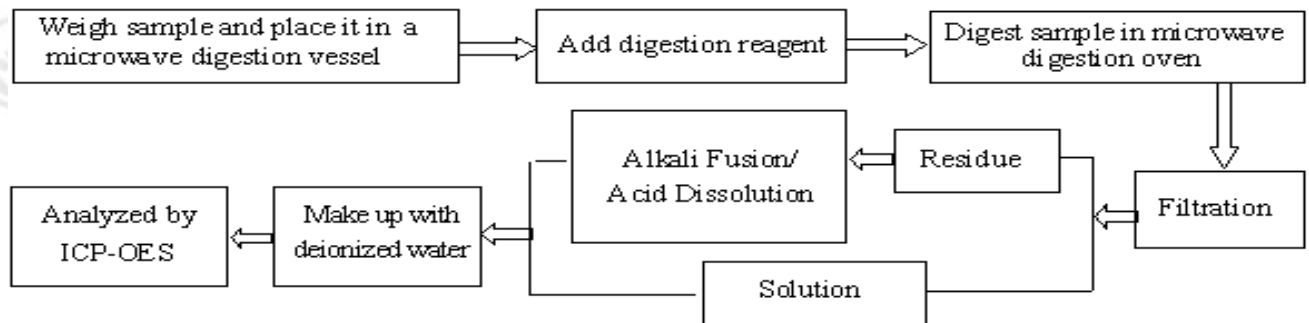 Weigh sample and place it in a
microwave digestion vessel
Add digestion reagent
Digest sample in microwave
digestion oven
Filtration
Residue
Alkali Fusion/
Acid Dissolution
Solution
Make up with
deionized water
Analyzed by
ICP-OES